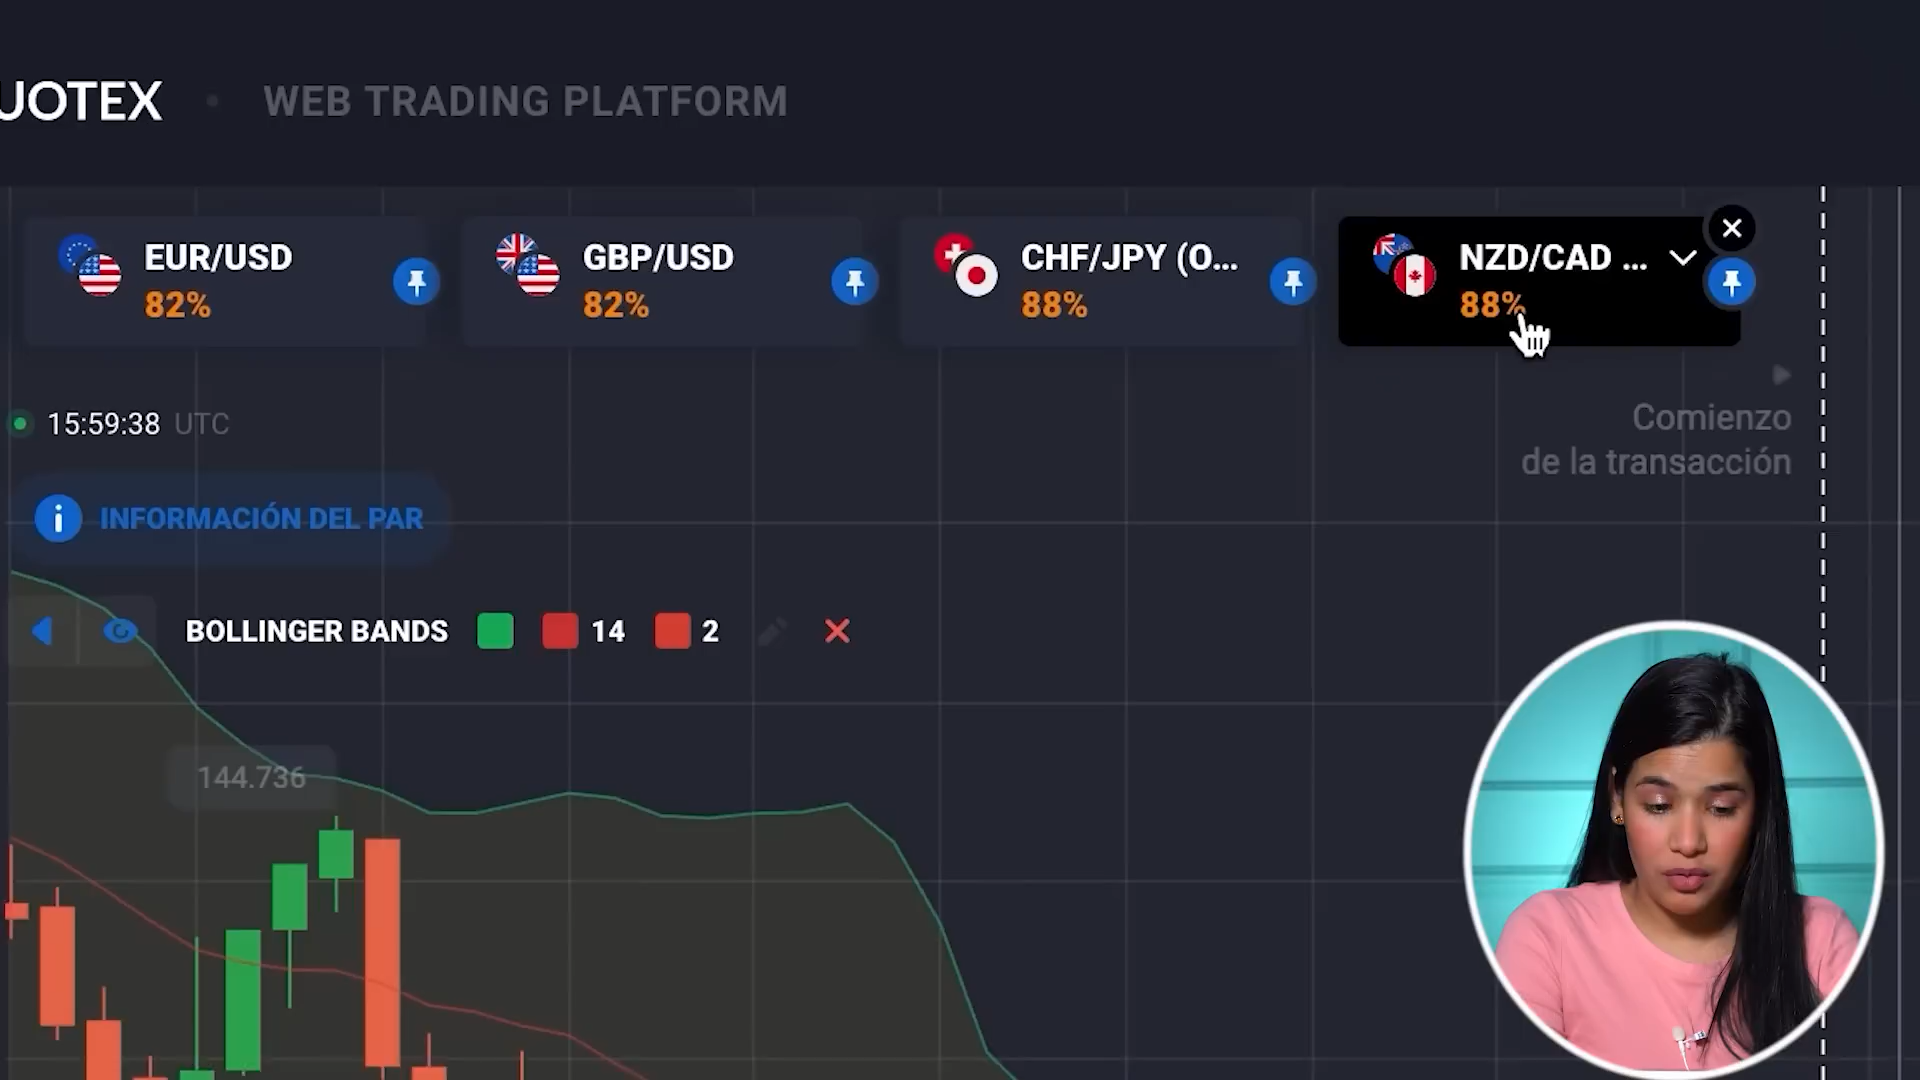 UOTEX • WEB TRADING PLATFORM
EUR/USD
82%
GBP/USD
82%
CHF/JPY (O...
88%
NZD/CAD ...
88%
15:59:38 UTC
Comienzo
de la transacción
INFORMACIÓN DEL PAR
BOLLINGER BANDS 14 2
144.736